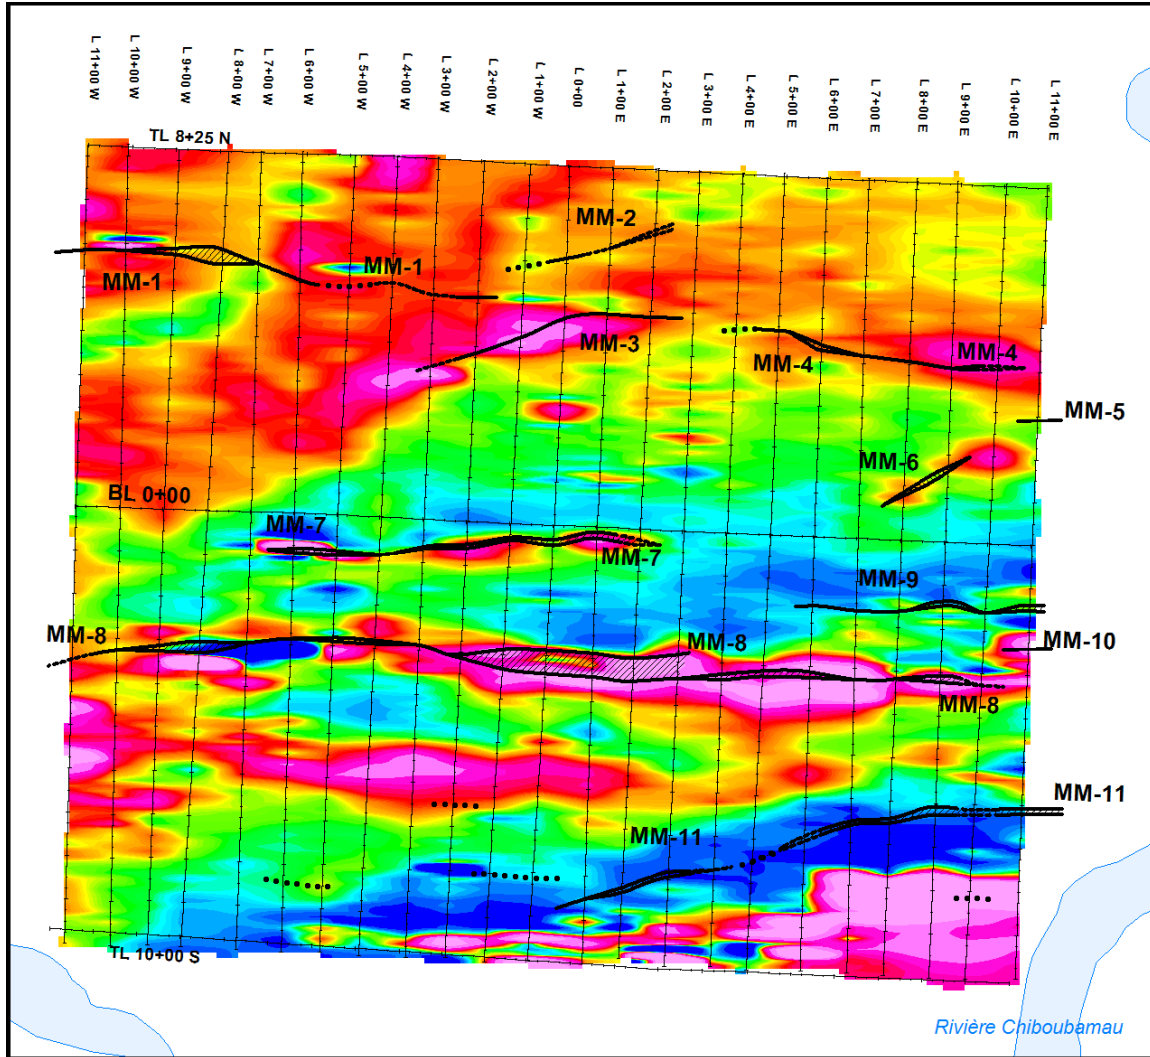 L 11+00 W
L 10+00 W
L 9+00 W
L 8+00 W
L 7+00 W
L 6+00 W
L 5+00 W
L 4+00 W
L 3+00 W
L 2+00 W
L 1+00 W
L 0+00
L 1+00 E
L 2+00 E
L 3+00 E
L 4+00 E
L 5+00 E
L 6+00 E
L 7+00 E
L 8+00 E
L 9+00 E
L 10+00 E
L 11+00 E
TL 8+25 N
MM-2
MM-1
MM-1
MM-3
MM-4
MM-4
MM-5
MM-6
BL 0+00
MM-7
MM-7
MM-9
MM-8
MM-8
MM-10
MM-8
MM-11
MM-11
TL 10+00 S
Rivière Chiboubamau